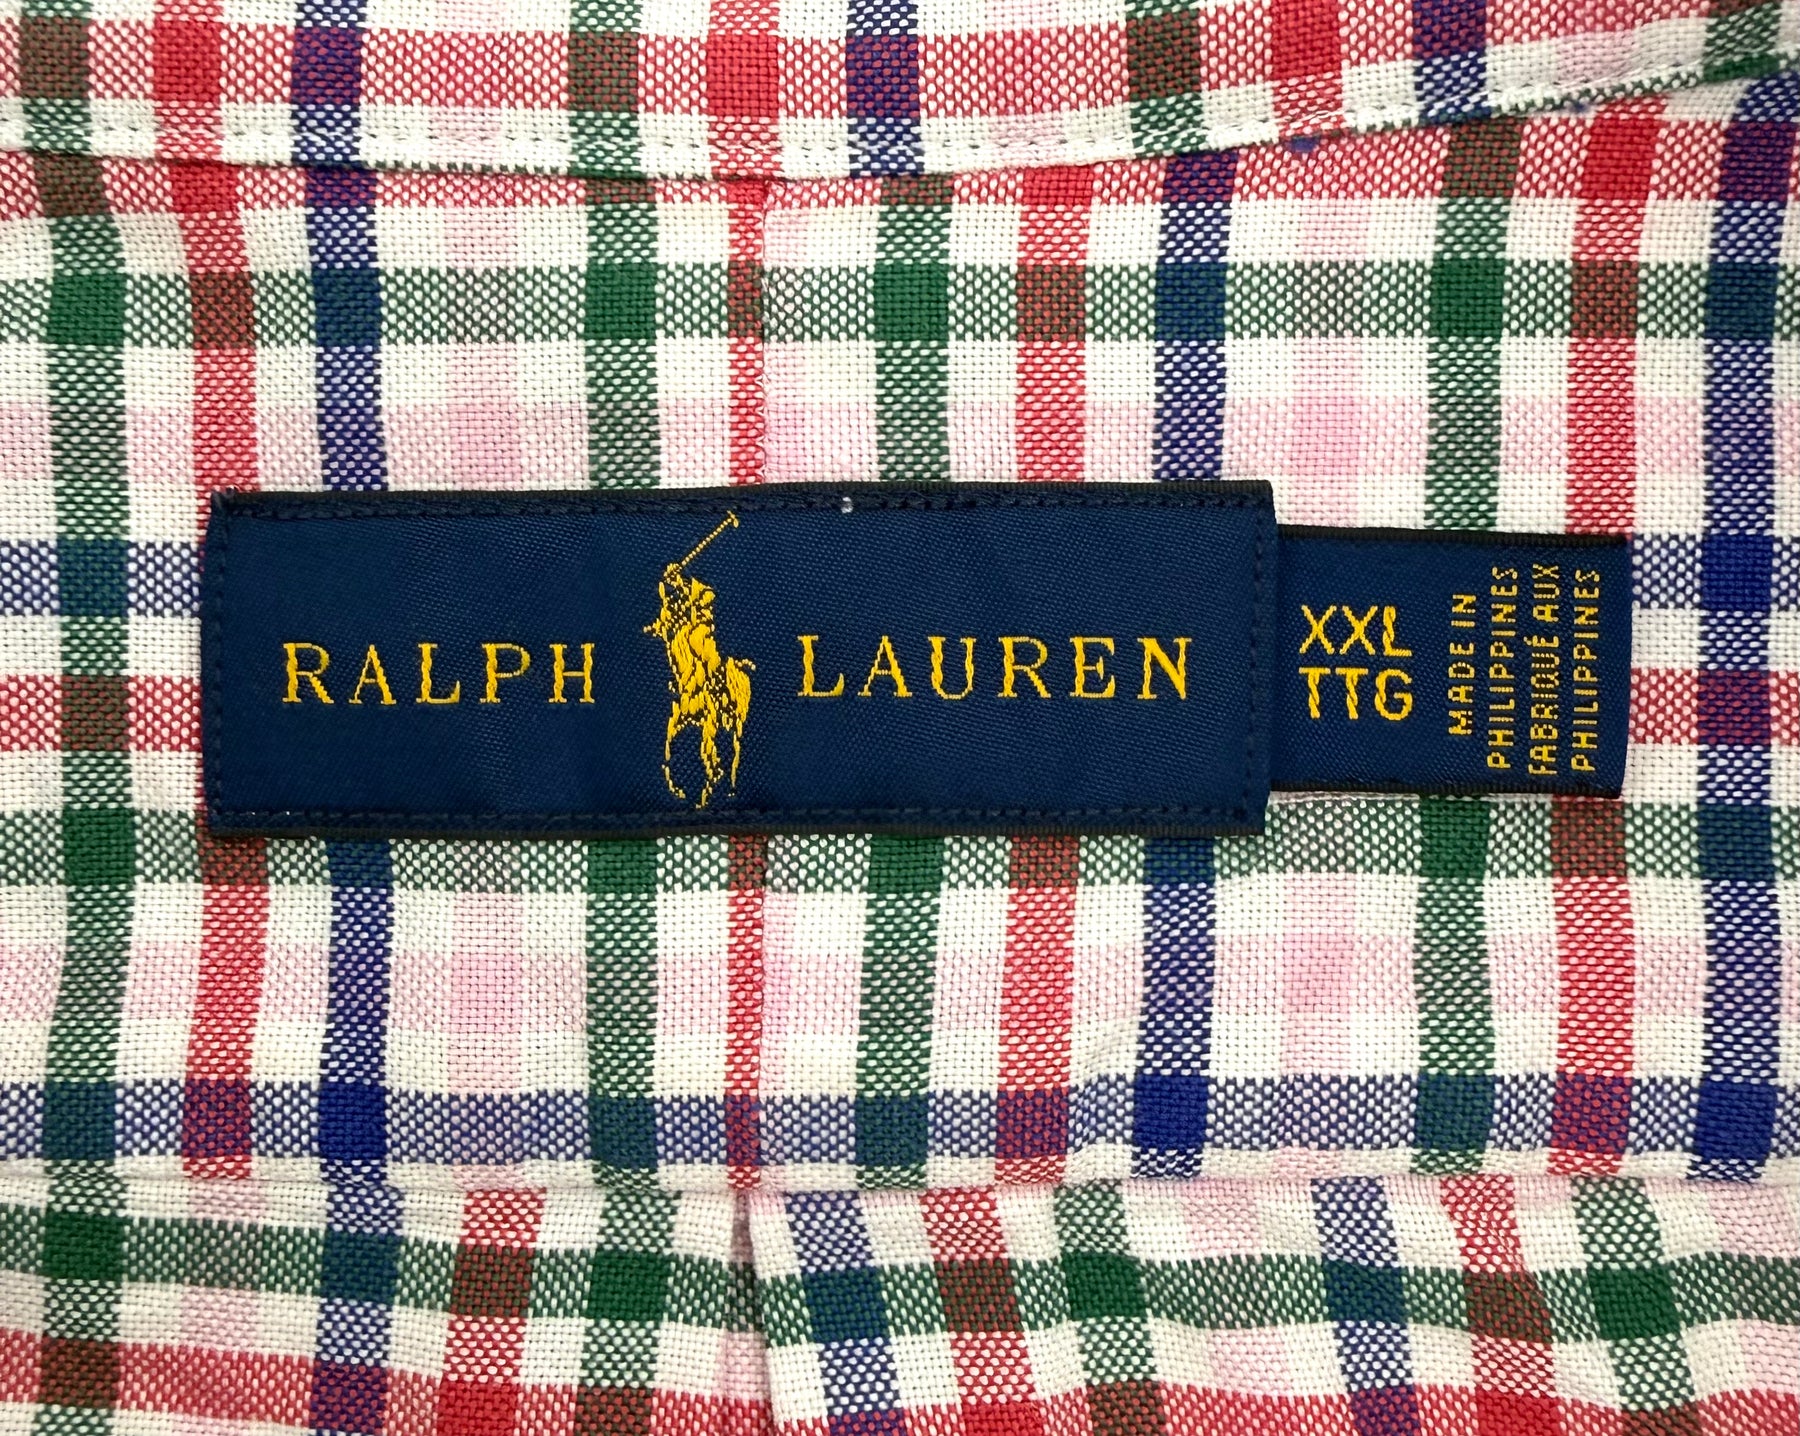 RALPH LAUREN
XXL
TTG
MADE IN
PHILIPPINES
FABRIQUÉ AUX
PHILIPPINES